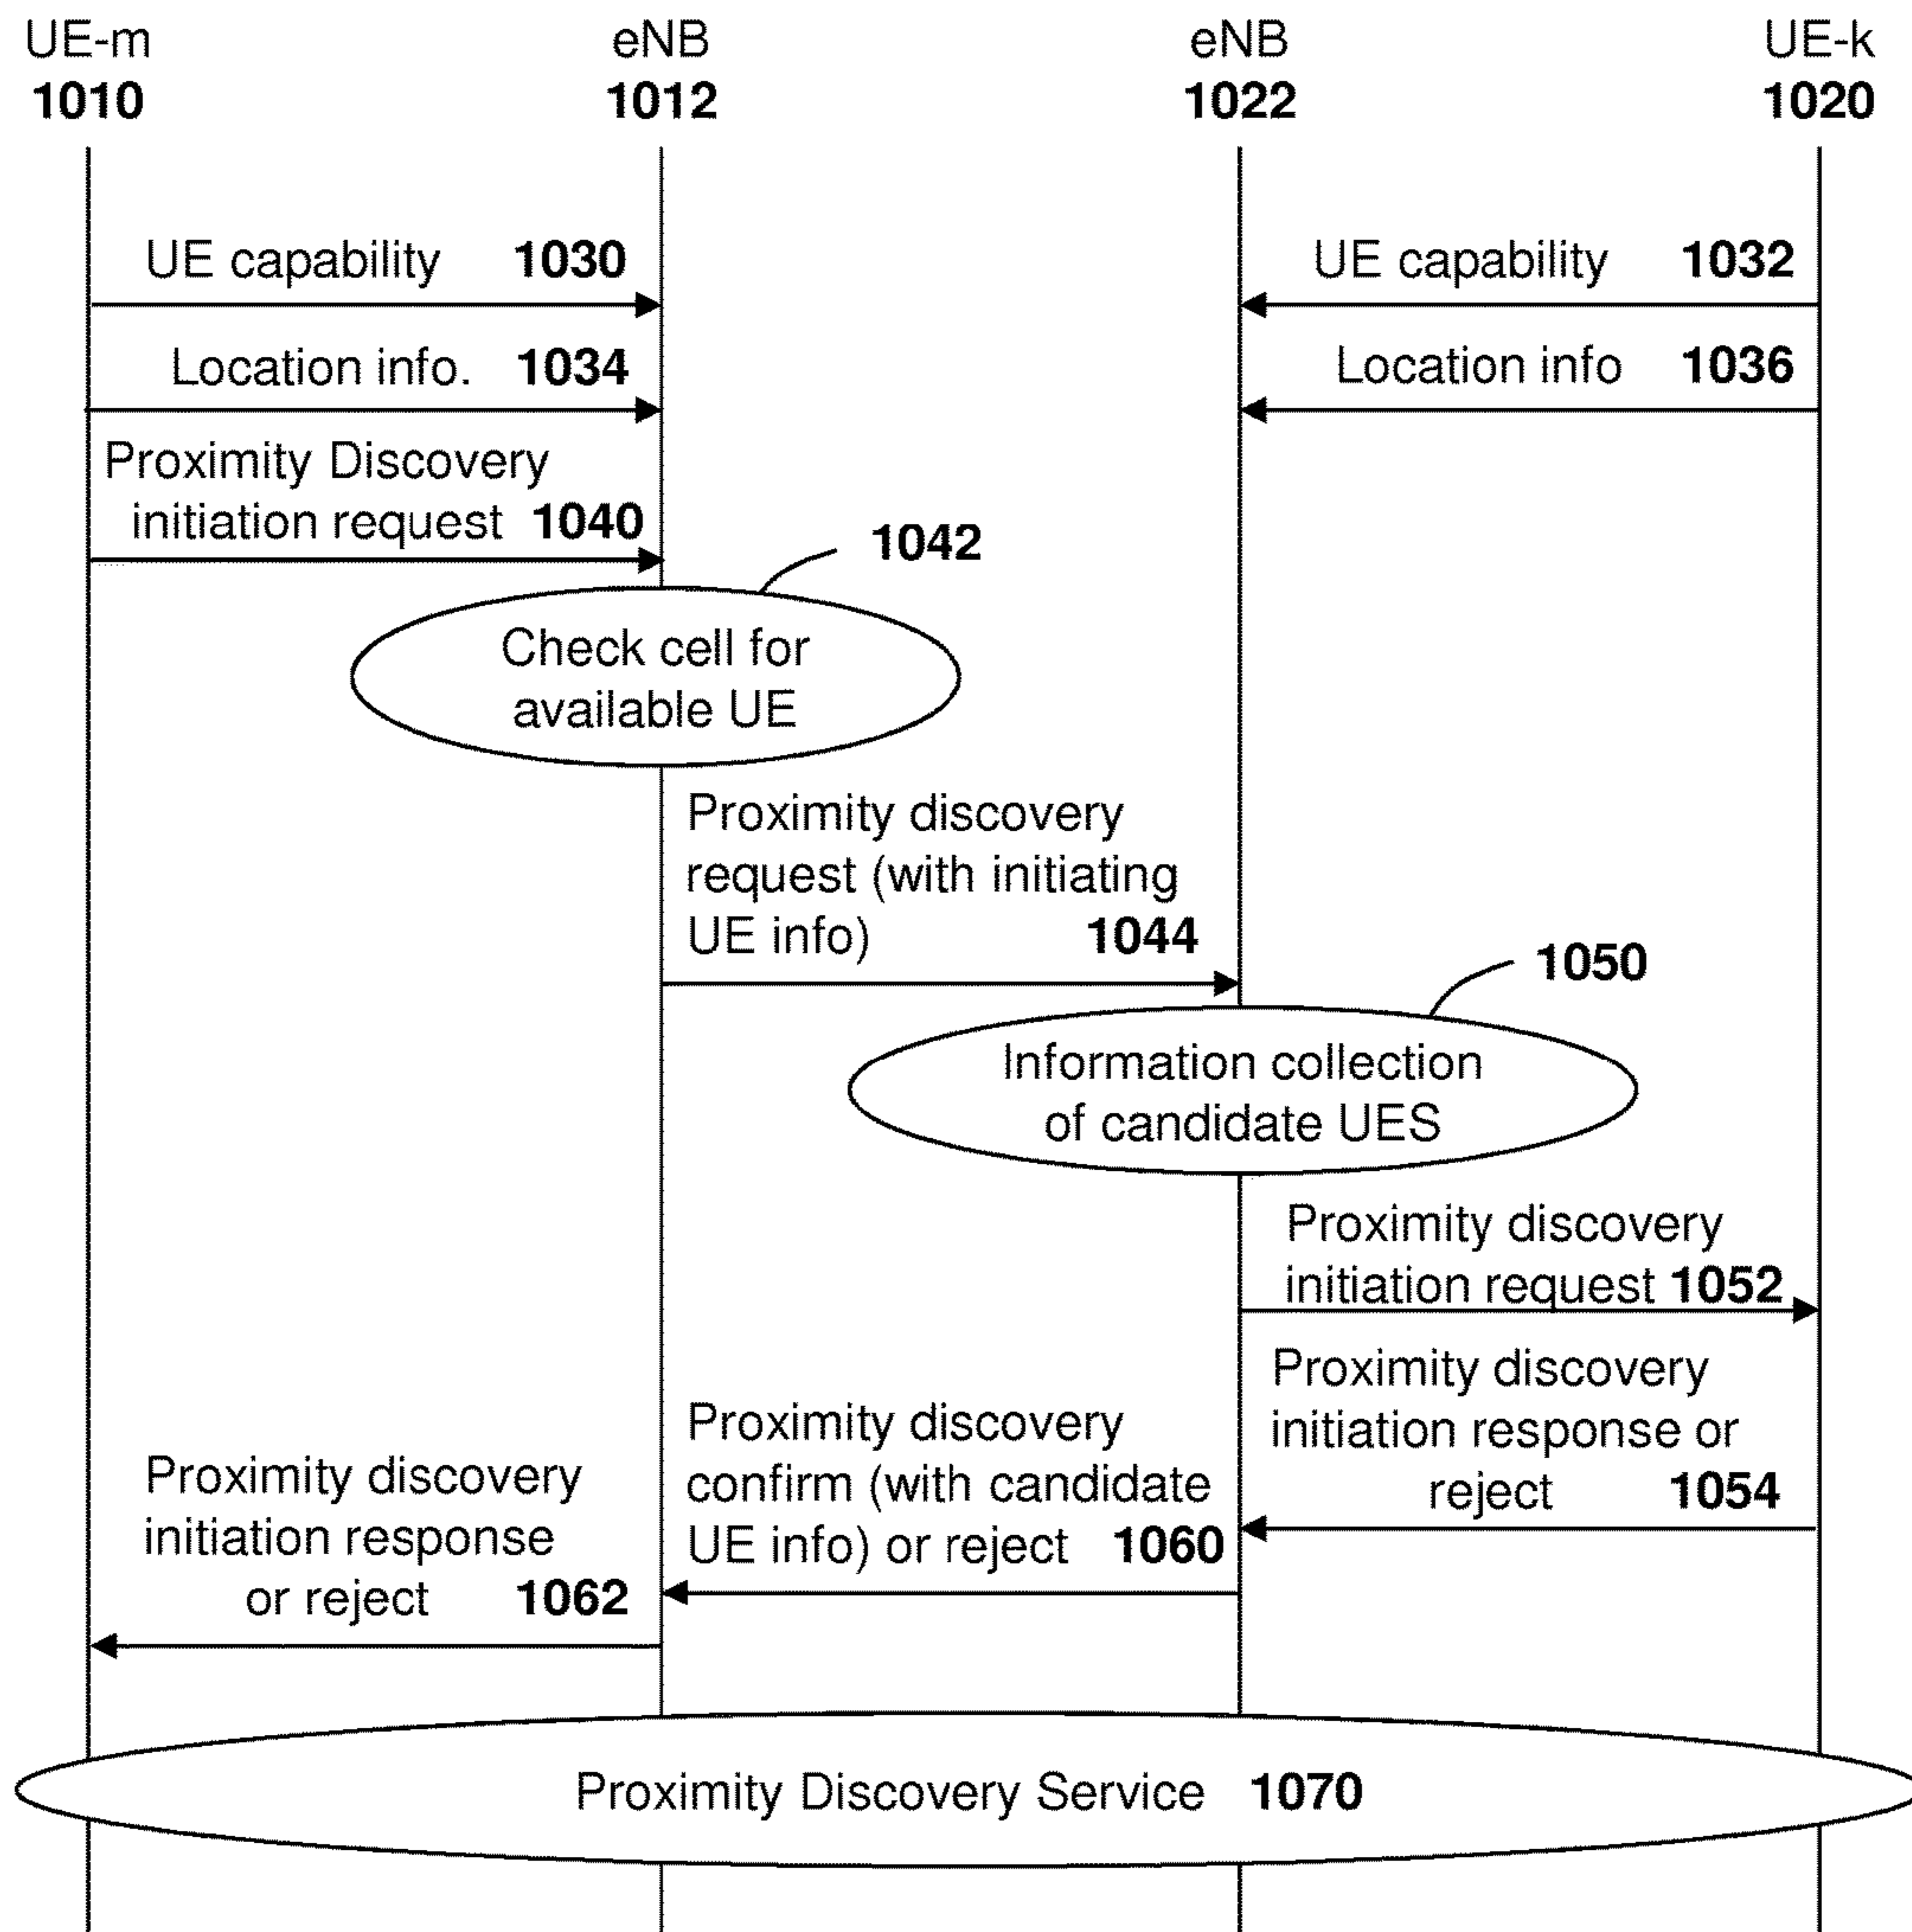 UE-m
1010
eNB
1012
eNB
1022
UE-k
1020
UE capability 1030
UE capability 1032
Location info. 1034
Location info 1036
Proximity Discovery
initiation request 1040
1042
Check cell for
available UE
Proximity discovery
request (with initiating
UE info) 1044
1050
Information collection
of candidate UES
Proximity discovery
initiation request 1052
Proximity discovery
initiation response or
reject 1054
Proximity discovery
confirm (with candidate
UE info) or reject 1060
Proximity discovery
initiation response
or reject 1062
Proximity Discovery Service 1070